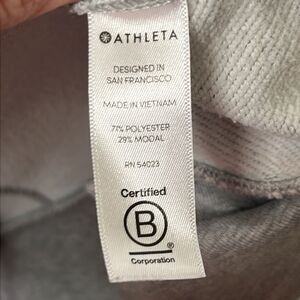 ATHLETA
DESIGNED IN
SAN FRANCISCO
MADE IN VIETNAM
71% POLYESTER
29% MODAL
RN 54023
Certified
B
®
Corporation